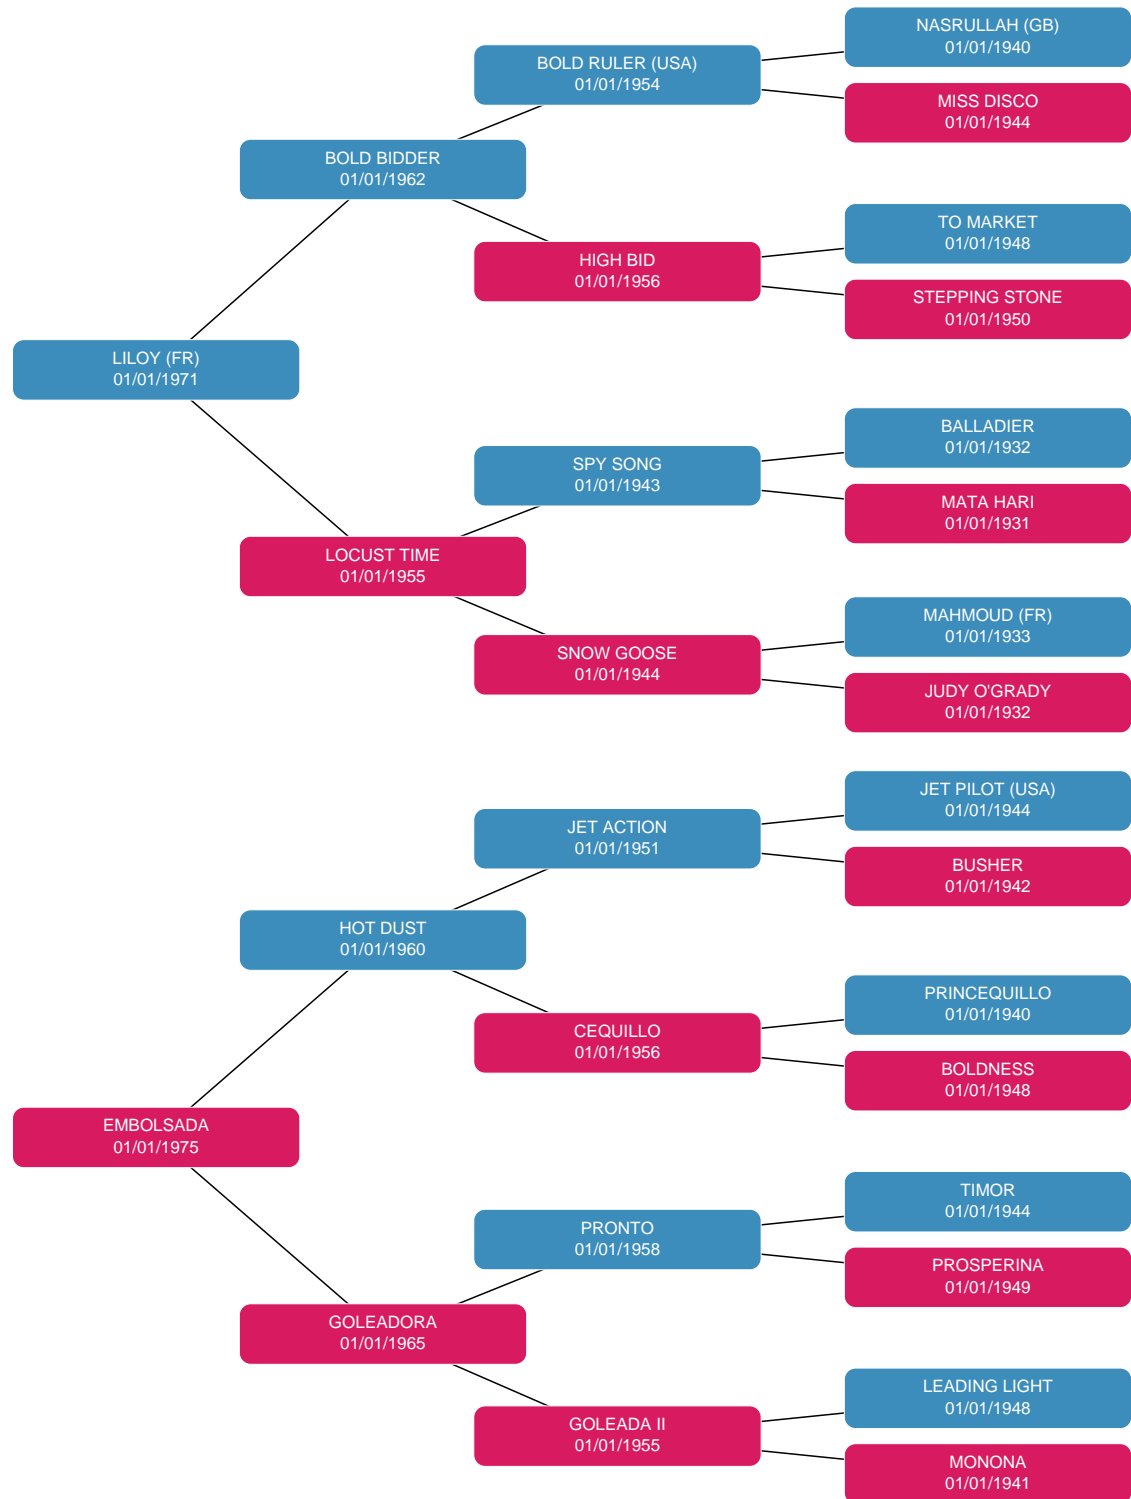 NASRULLAH (GB)
01/01/1940
BOLD RULER (USA)
01/01/1954
MISS DISCO
01/01/1944
BOLD BIDDER
01/01/1962
TO MARKET
01/01/1948
HIGH BID
01/01/1956
STEPPING STONE
01/01/1950
LILOY (FR)
01/01/1971
BALLADIER
01/01/1932
SPY SONG
01/01/1943
MATA HARI
01/01/1931
LOCUST TIME
01/01/1955
MAHMOUD (FR)
01/01/1933
SNOW GOOSE
01/01/1944
JUDY O'GRADY
01/01/1932
JET PILOT (USA)
01/01/1944
JET ACTION
01/01/1951
BUSHER
01/01/1942
HOT DUST
01/01/1960
PRINCEQUILLO
01/01/1940
CEQUILLO
01/01/1956
BOLDNESS
01/01/1948
EMBOLSADA
01/01/1975
TIMOR
01/01/1944
PRONTO
01/01/1958
PROSPERINA
01/01/1949
GOLEADORA
01/01/1965
LEADING LIGHT
01/01/1948
GOLEADA II
01/01/1955
MONONA
01/01/1941